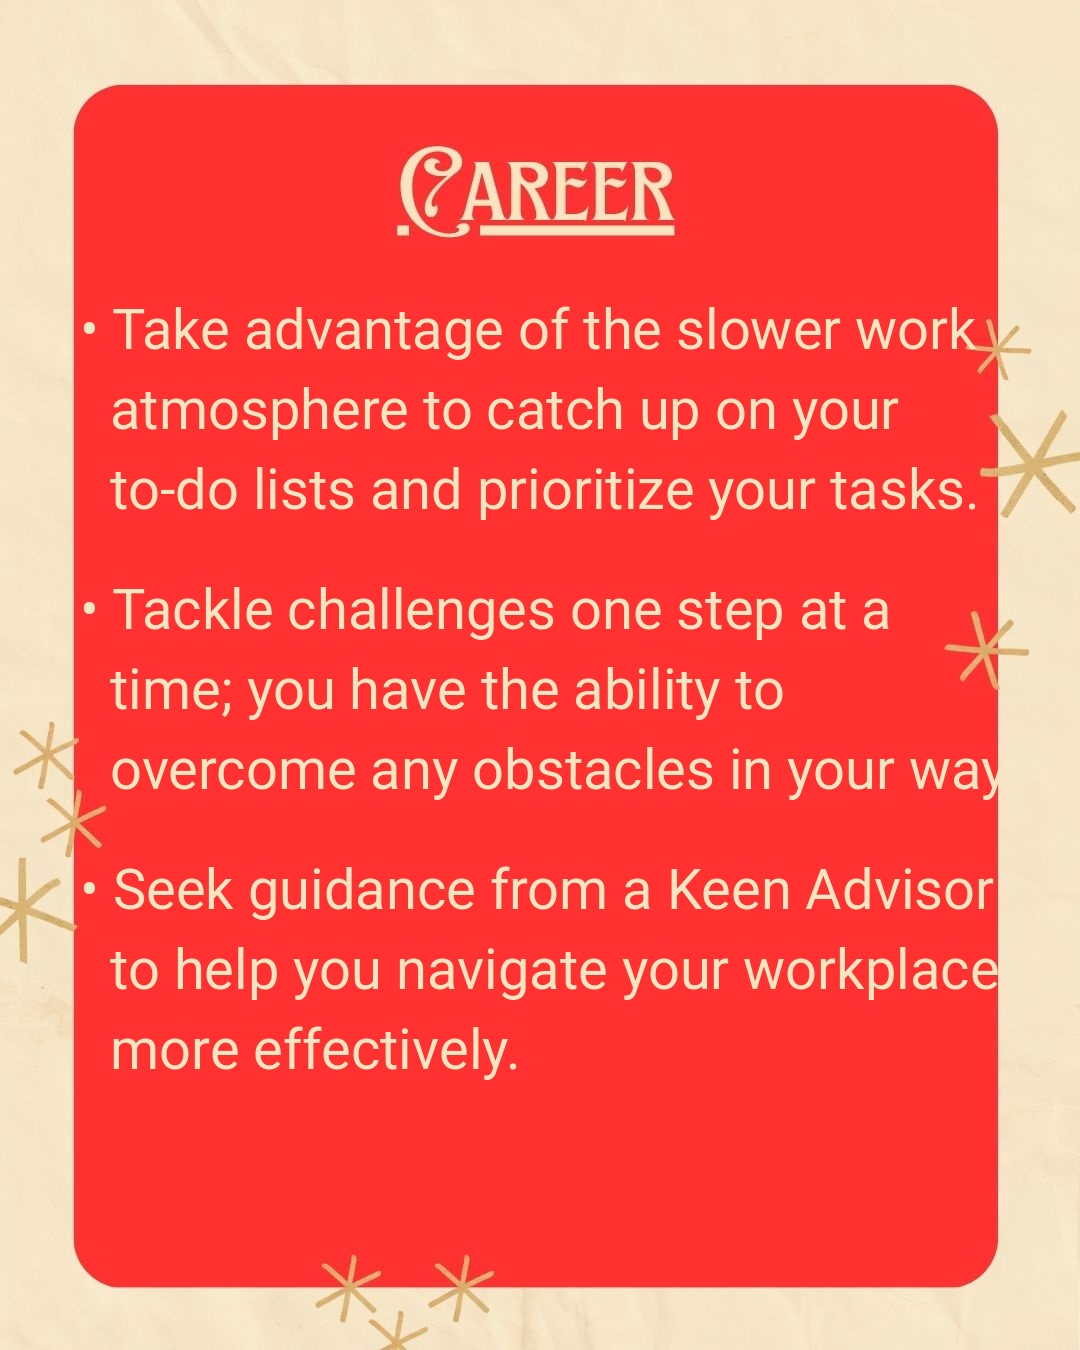 Career
• Take advantage of the slower work
atmosphere to catch up on your
to-do lists and prioritize your tasks.
• Tackle challenges one step at a
time; you have the ability to
overcome any obstacles in your way
• Seek guidance from a Keen Advisor
to help you navigate your workplace
more effectively.